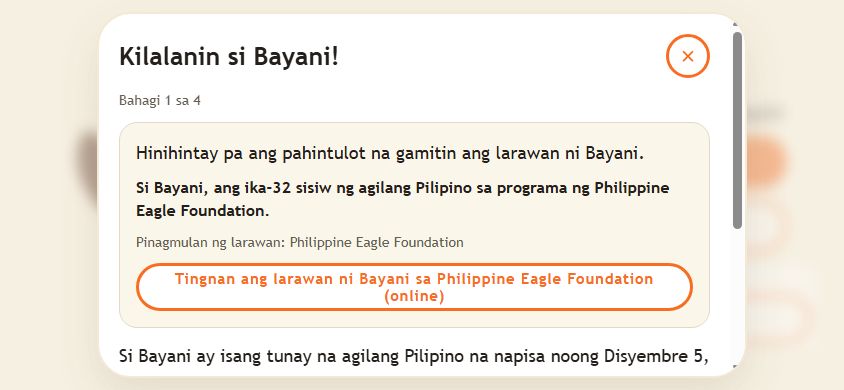 Kilalanin si Bayani!
Bahagi 1 sa 4
Hinihintay pa ang pahintulot na gamitin ang larawan ni Bayani.
Si Bayani, ang ika-32 sisiw ng agilang Pilipino sa programa ng Philippine
Eagle Foundation.
Pinagmulan ng larawan: Philippine Eagle Foundation
Tingnan ang larawan ni Bayani sa Philippine Eagle Foundation
(online)
Si Bayani ay isang tunay na agilang Pilipino na napisa noong Disyembre 5,